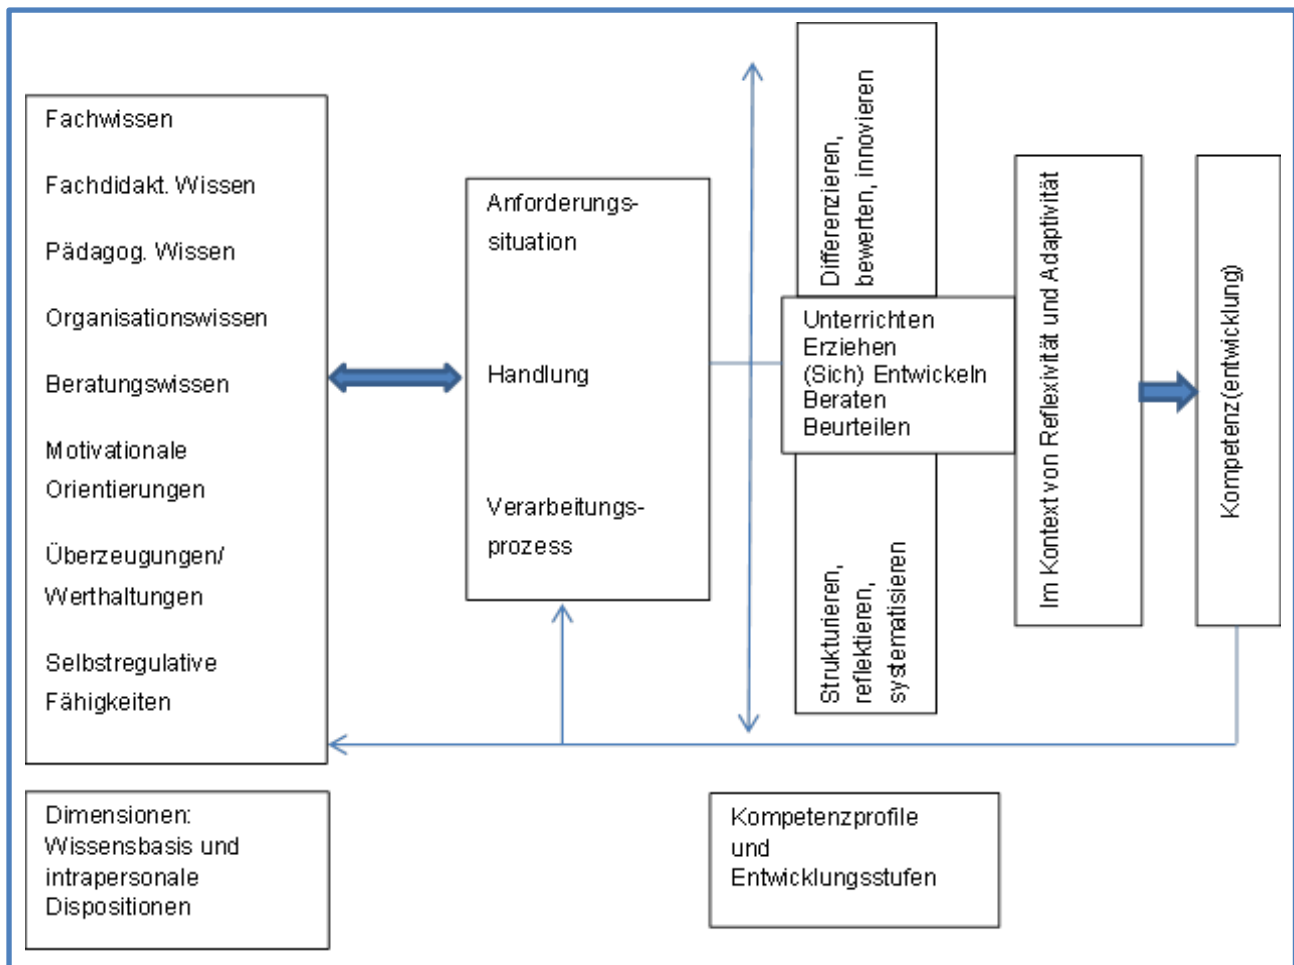 Fachwissen
Fachdidakt. Wissen
Pädagog. Wissen
Organisationswissen
Beratungswissen
Motivationale
Orientierungen
Überzeugungen/
Werthaltungen
Selbstregulative
Fähigkeiten
Anforderungs-
situation
Handlung
Verarbeitungs-
prozess
Differenzieren,
bewerten, innovieren
Unterrichten
Erziehen
(Sich) Entwickeln
Beraten
Beurteilen
Strukturieren,
reflektieren,
systematisieren
Im Kontext von Reflexivität und Adaptivität
Kompetenz(entwicklung)
Dimensionen:
Wissensbasis und
intrapersonale
Dispositionen
Kompetenzprofile
und
Entwicklungsstufen